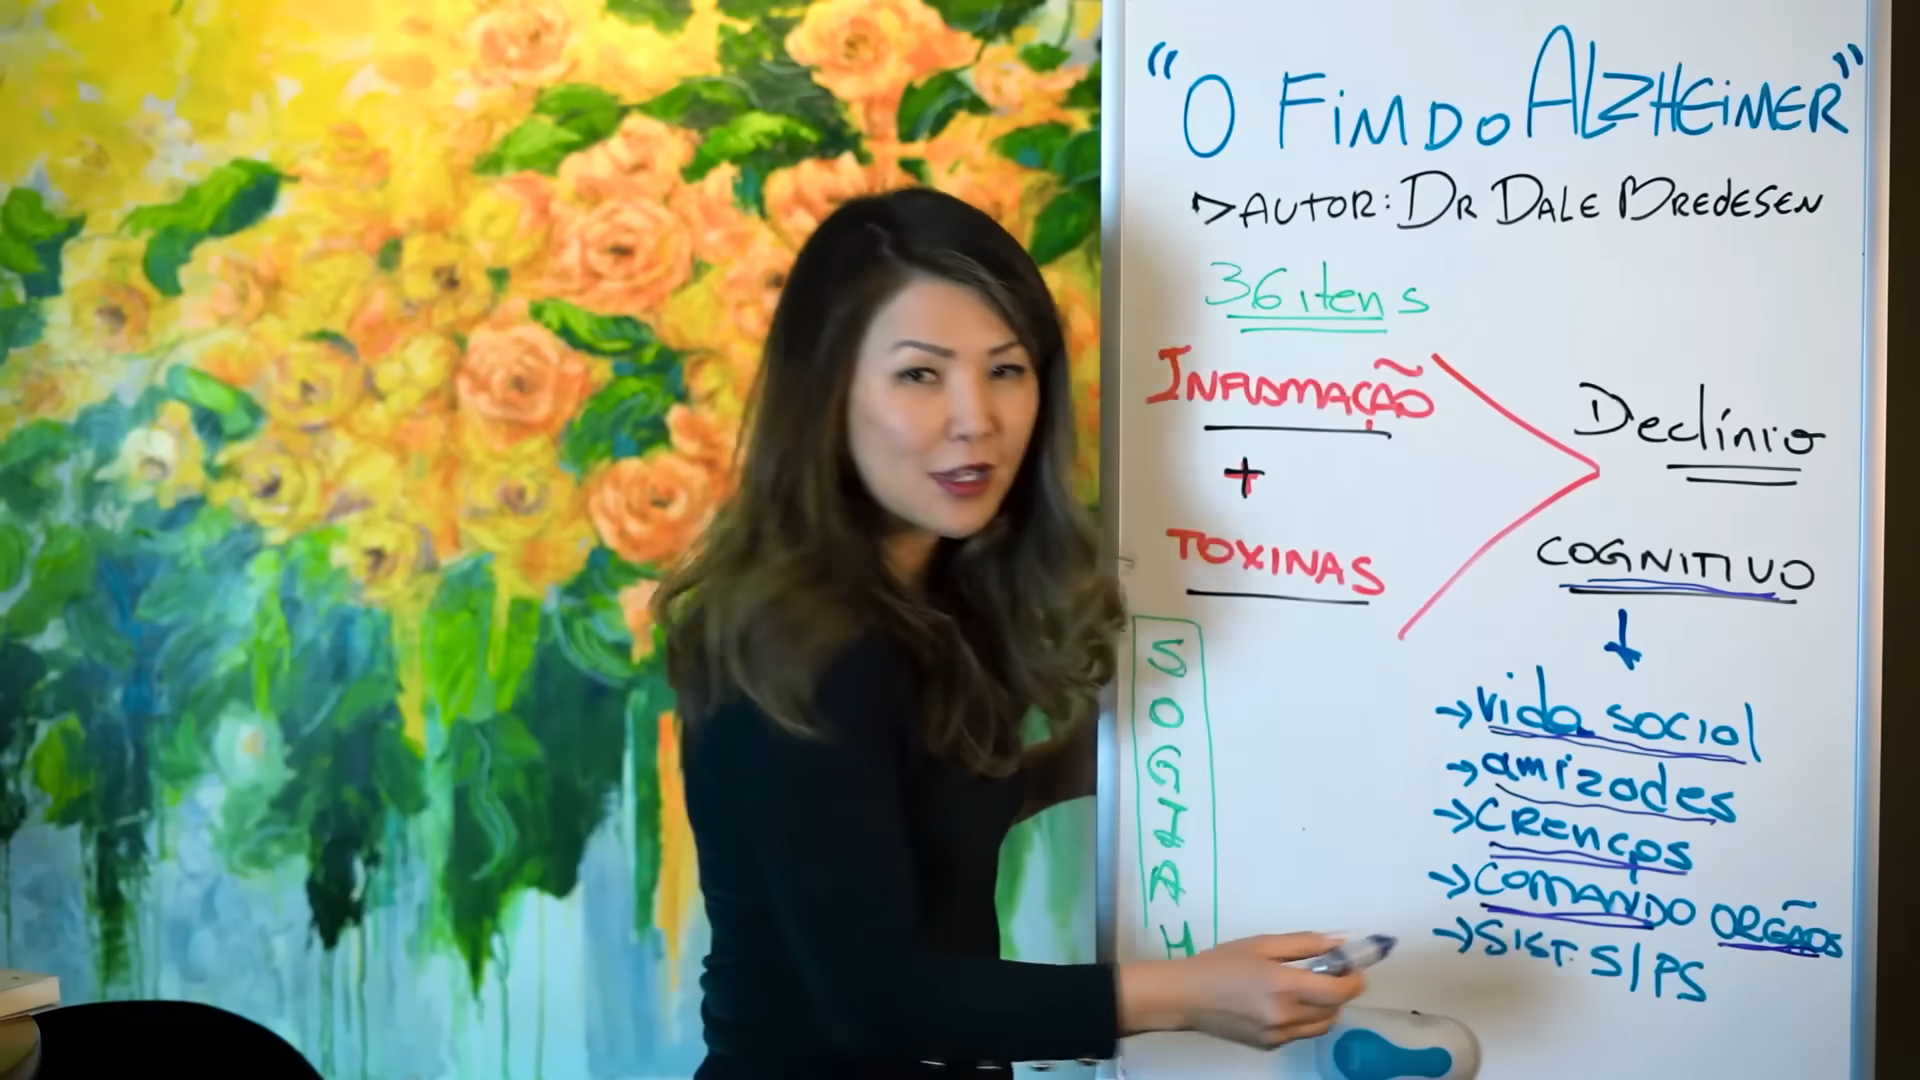 "O FIM DO ALZHEIMER"
> AUTOR: DR DALE BREDESEN
36 itens
INFLAMAÇÃO
+
TOXINAS
Declínio
COGNITIVO
→ vida social
→ amizades
→ CRENÇAS
→ COMANDO ORGÃOS
→ SIST. S/PS